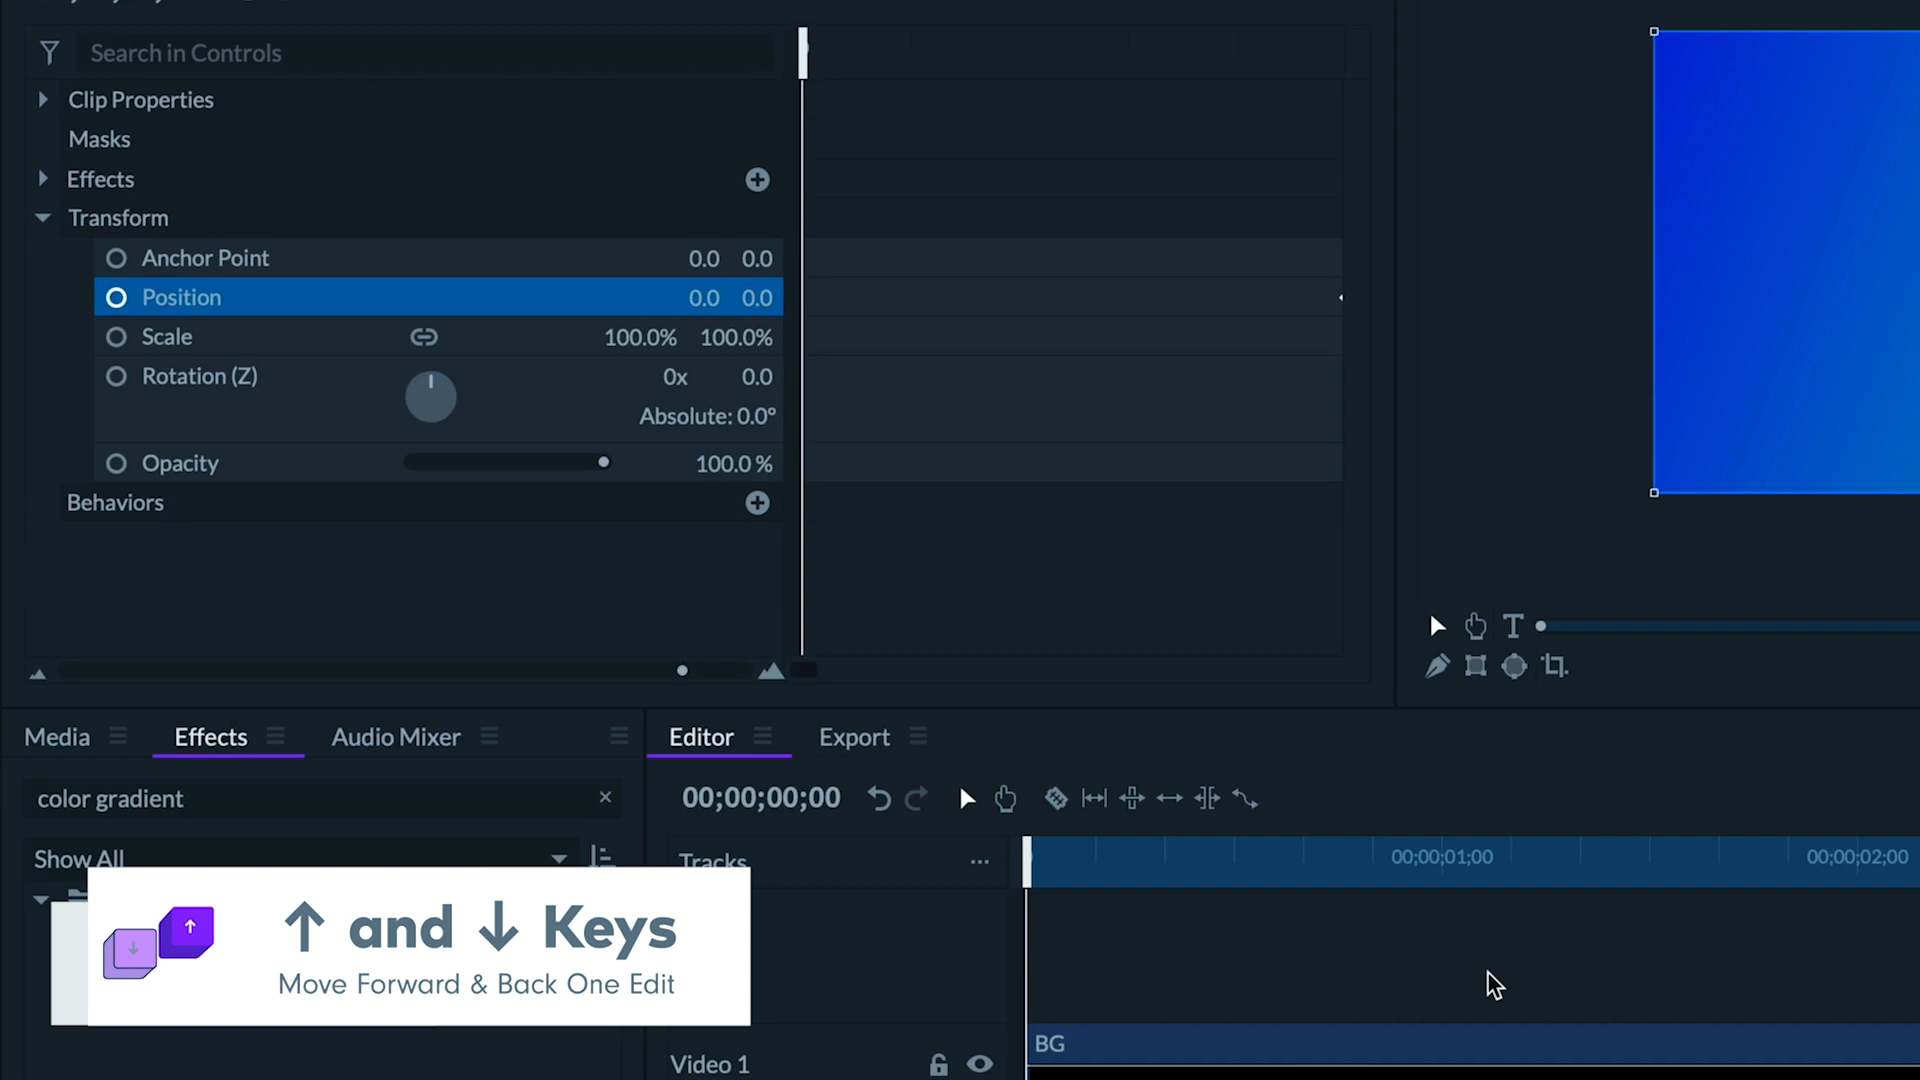 Search in Controls
Clip Properties
Masks
Effects
Transform
Anchor Point 0.0 0.0
Position 0.0 0.0
Scale 100.0% 100.0%
Rotation (Z) 0x 0.0
Absolute: 0.0°
Opacity 100.0 %
Behaviors
Media Effects Audio Mixer
Editor Export
color gradient
00;00;00;00
Show All
Tracks
00;00;01;00 00;00;02;00
↑ and ↓ Keys
Move Forward & Back One Edit
BG
Video 1